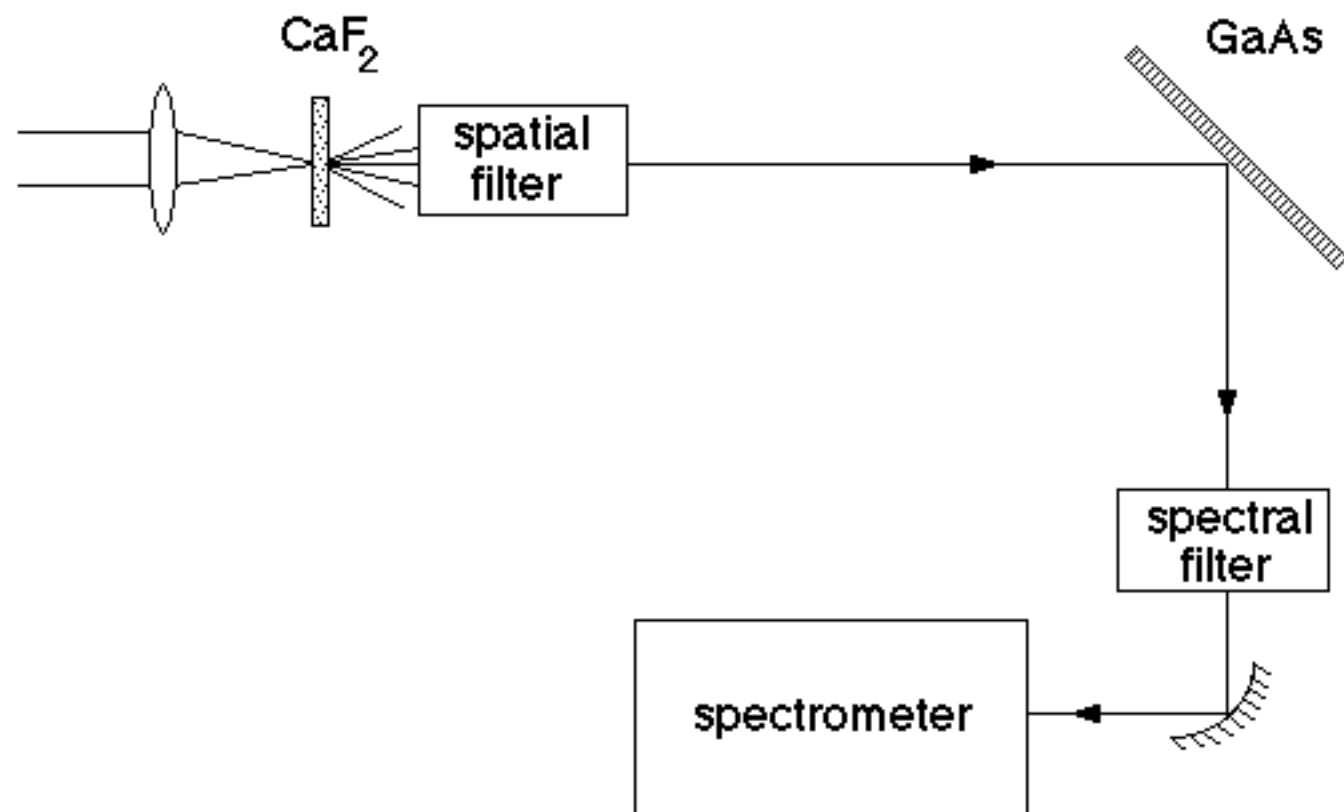 CaF2
GaAs
spatial
filter
spectral
filter
spectrometer